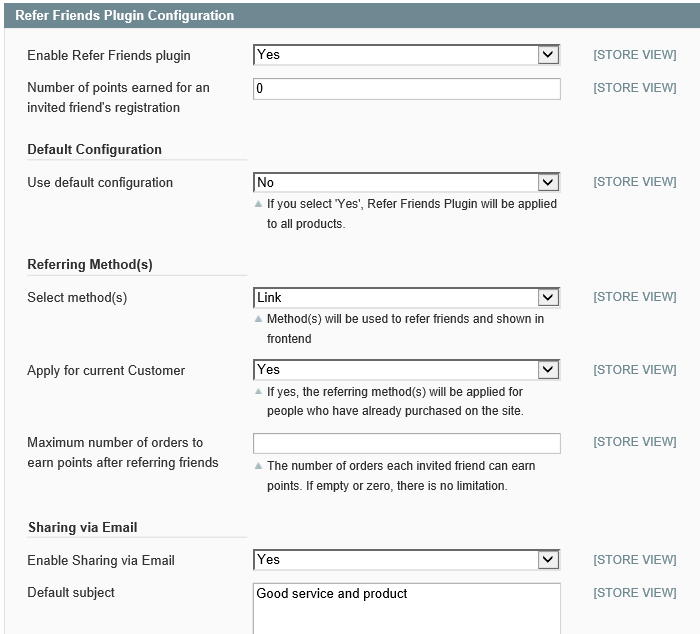 Refer Friends Plugin Configuration
Enable Refer Friends plugin Yes [STORE VIEW]
Number of points earned for an 0 [STORE VIEW]
invited friend's registration
Default Configuration
Use default configuration No [STORE VIEW]
If you select 'Yes', Refer Friends Plugin will be applied
to all products.
Referring Method(s)
Select method(s) Link [STORE VIEW]
Method(s) will be used to refer friends and shown in
frontend
Apply for current Customer Yes [STORE VIEW]
If yes, the referring method(s) will be applied for
people who have already purchased on the site.
Maximum number of orders to [STORE VIEW]
earn points after referring friends
The number of orders each invited friend can earn
points. If empty or zero, there is no limitation.
Sharing via Email
Enable Sharing via Email Yes [STORE VIEW]
Default subject Good service and product [STORE VIEW]